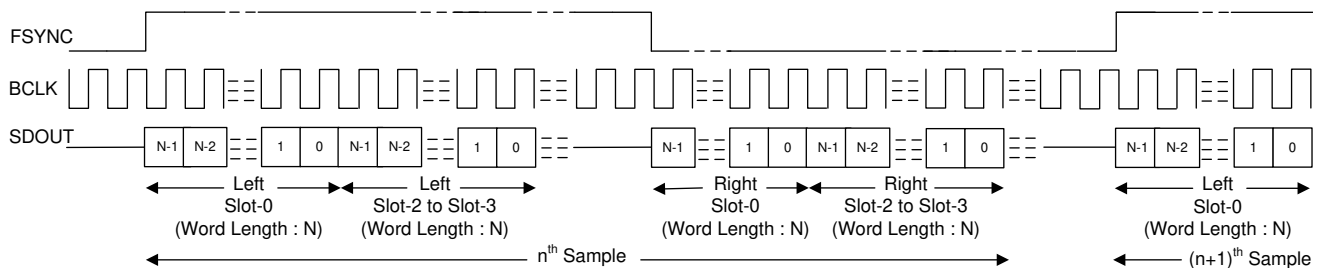 FSYNC
BCLK
SDOUT
N-1 N-2 1 0 N-1 N-2 1 0 N-1 1 0 N-1 N-2 1 0 N-1 N-2 1 0
Left Left Right Right Left
Slot-0 Slot-2 to Slot-3 Slot-0 Slot-2 to Slot-3 Slot-0
(Word Length : N) (Word Length : N) (Word Length : N) (Word Length : N) (Word Length : N)
nth Sample (n+1)th Sample